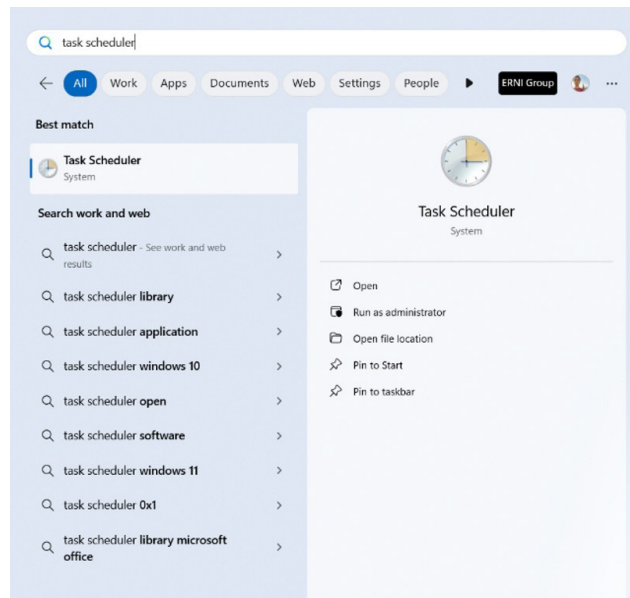 task scheduler
All Work Apps Documents Web Settings People ERNI Group ...
Best match
Task Scheduler
System
Search work and web
task scheduler - See work and web
results
task scheduler library
task scheduler application
task scheduler windows 10
task scheduler open
task scheduler software
task scheduler windows 11
task scheduler 0x1
task scheduler library microsoft
office
Task Scheduler
System
Open
Run as administrator
Open file location
Pin to Start
Pin to taskbar